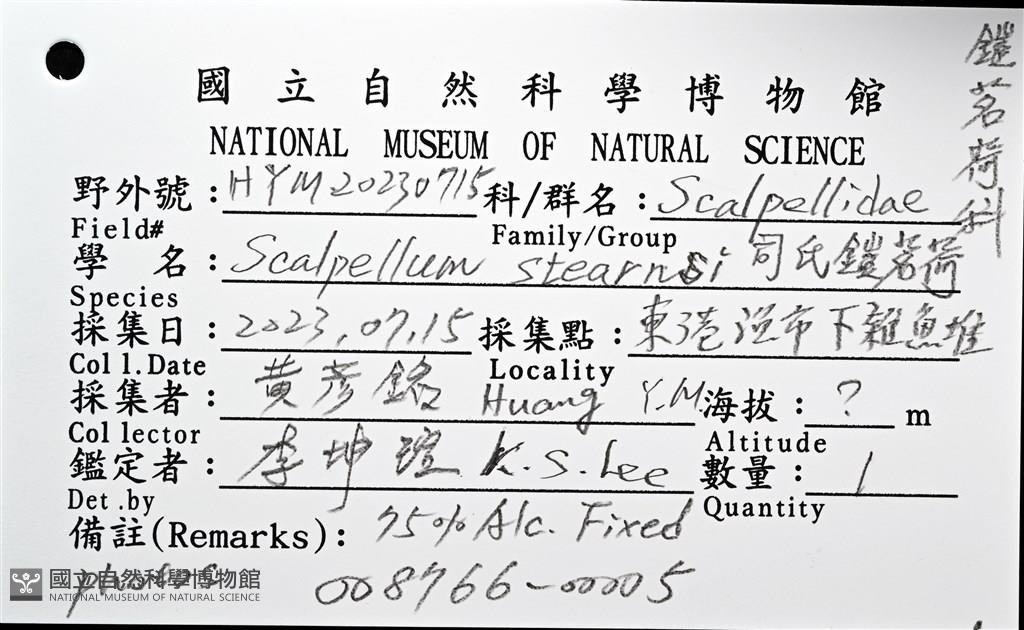 國立自然科學博物館
NATIONAL MUSEUM OF NATURAL SCIENCE
野外號:HYM20230715 科/群名:Scalpellidae
Field# Family/Group
鎧茗荷科
學 名:Scalpellum stearnsi 司氏鎧茗荷
Species
採集日:2023.07.15 採集點:東港漁市下雜魚堆
Coll.Date Locality
採集者:黃彥銘 Huang Y.M. 海拔:? m
Collector Altitude
鑑定者:李坤瑄 K.S.Lee 數量:1
Det.by Quantity
備註(Remarks):75% Alc. Fixed
photos 008766-00005
國立自然科學博物館
NATIONAL MUSEUM OF NATURAL SCIENCE